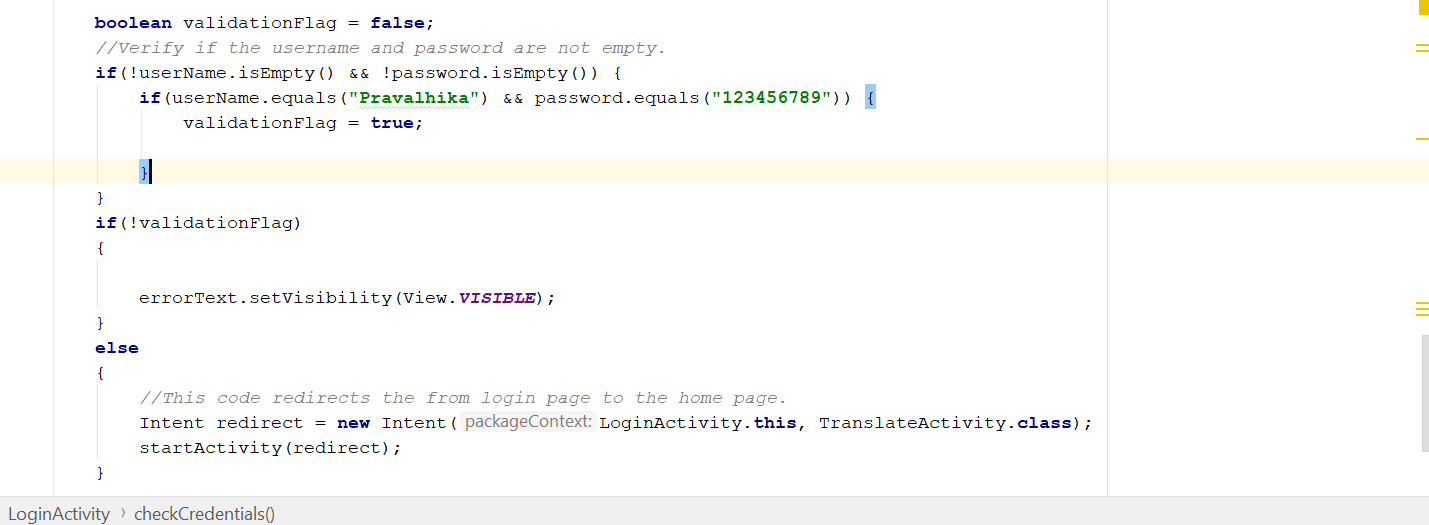 boolean validationFlag = false;
//Verify if the username and password are not empty.
if(!userName.isEmpty() && !password.isEmpty()) {
if(userName.equals("Pravalhika") && password.equals("123456789")) {
validationFlag = true;
}
}
if(!validationFlag)
{
errorText.setVisibility(View.VISIBLE);
}
else
{
//This code redirects the from login page to the home page.
Intent redirect = new Intent( packageContext: LoginActivity.this, TranslateActivity.class);
startActivity(redirect);
}
LoginActivity › checkCredentials()